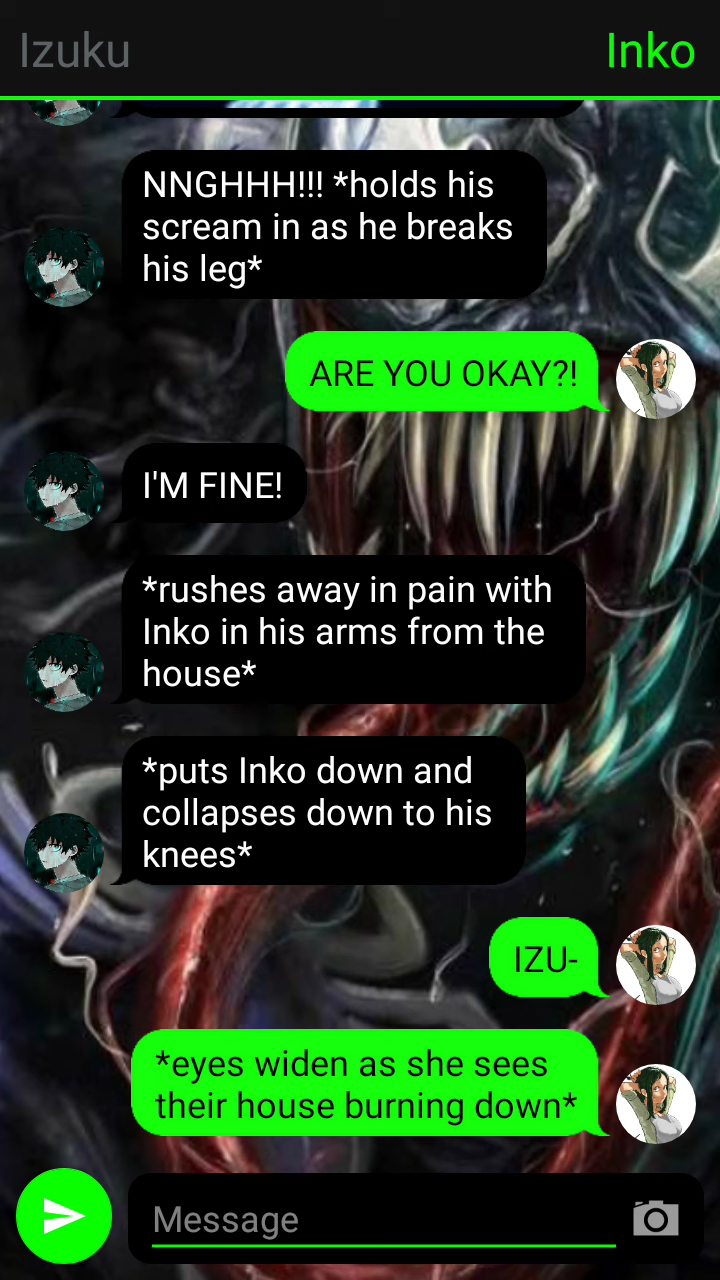 Izuku
Inko
NNGHHH!!! *holds his
scream in as he breaks
his leg*
ARE YOU OKAY?!
I'M FINE!
*rushes away in pain with
Inko in his arms from the
house*
*puts Inko down and
collapses down to his
knees*
IZU-
*eyes widen as she sees
their house burning down*
Message